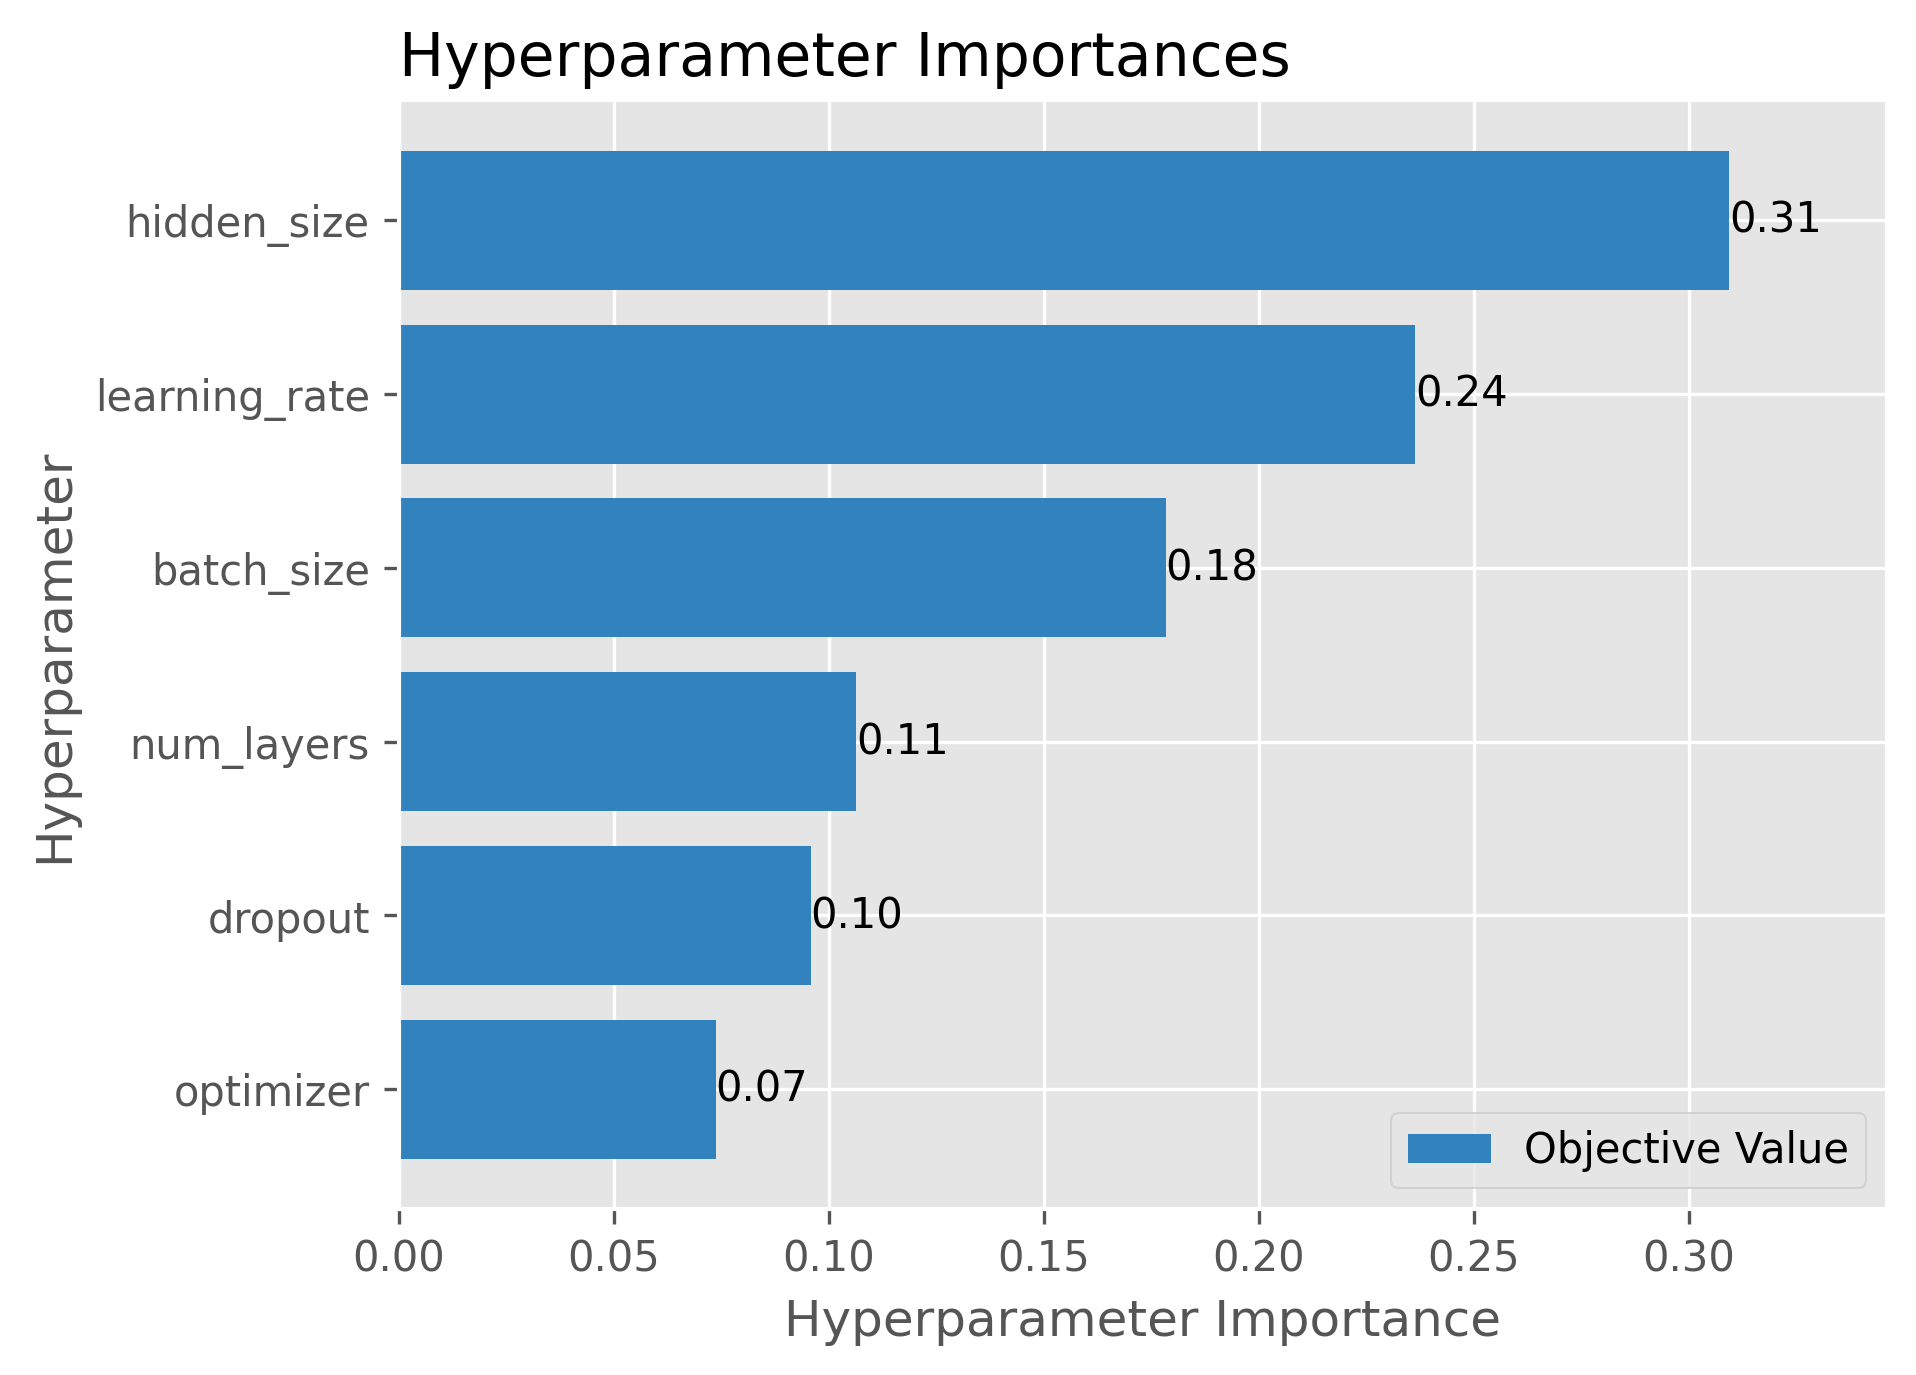 Hyperparameter Importances
hidden_size
0.31
learning_rate
0.24
batch_size
0.18
num_layers
0.11
dropout
0.10
optimizer
0.07
Hyperparameter
Objective Value
0.00 0.05 0.10 0.15 0.20 0.25 0.30
Hyperparameter Importance